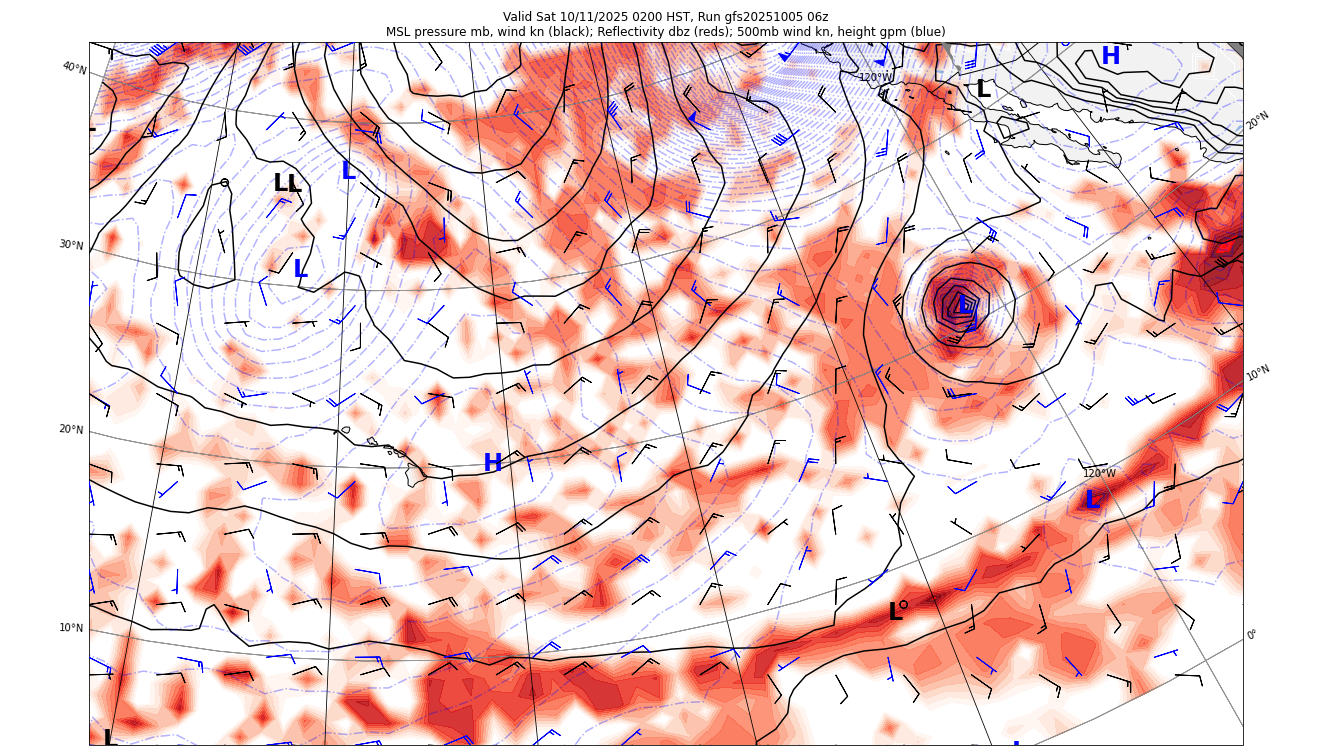 Valid Sat 10/11/2025 0200 HST, Run gfs20251005 06z
MSL pressure mb, wind kn (black); Reflectivity dbz (reds); 500mb wind kn, height gpm (blue)
H
40°N
120°W
L
20°N
L
LL
30°N
L
L
10°N
20°N
H
120°W
L
L
10°N
0°
L